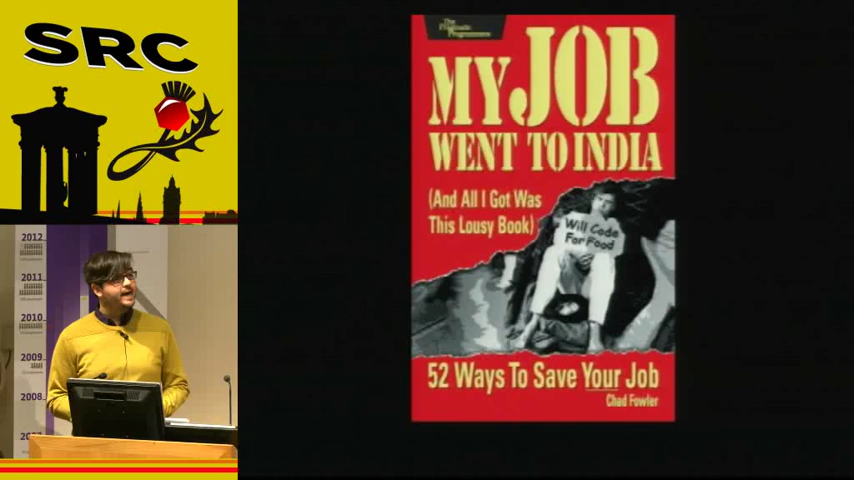 SRC
2012
2011
2010
2009
2008
The
Pragmatic
Programmers
MY JOB
WENT TO INDIA
(And All I Got Was
This Lousy Book)
Will Code
For Food
52 Ways To Save Your Job
Chad Fowler